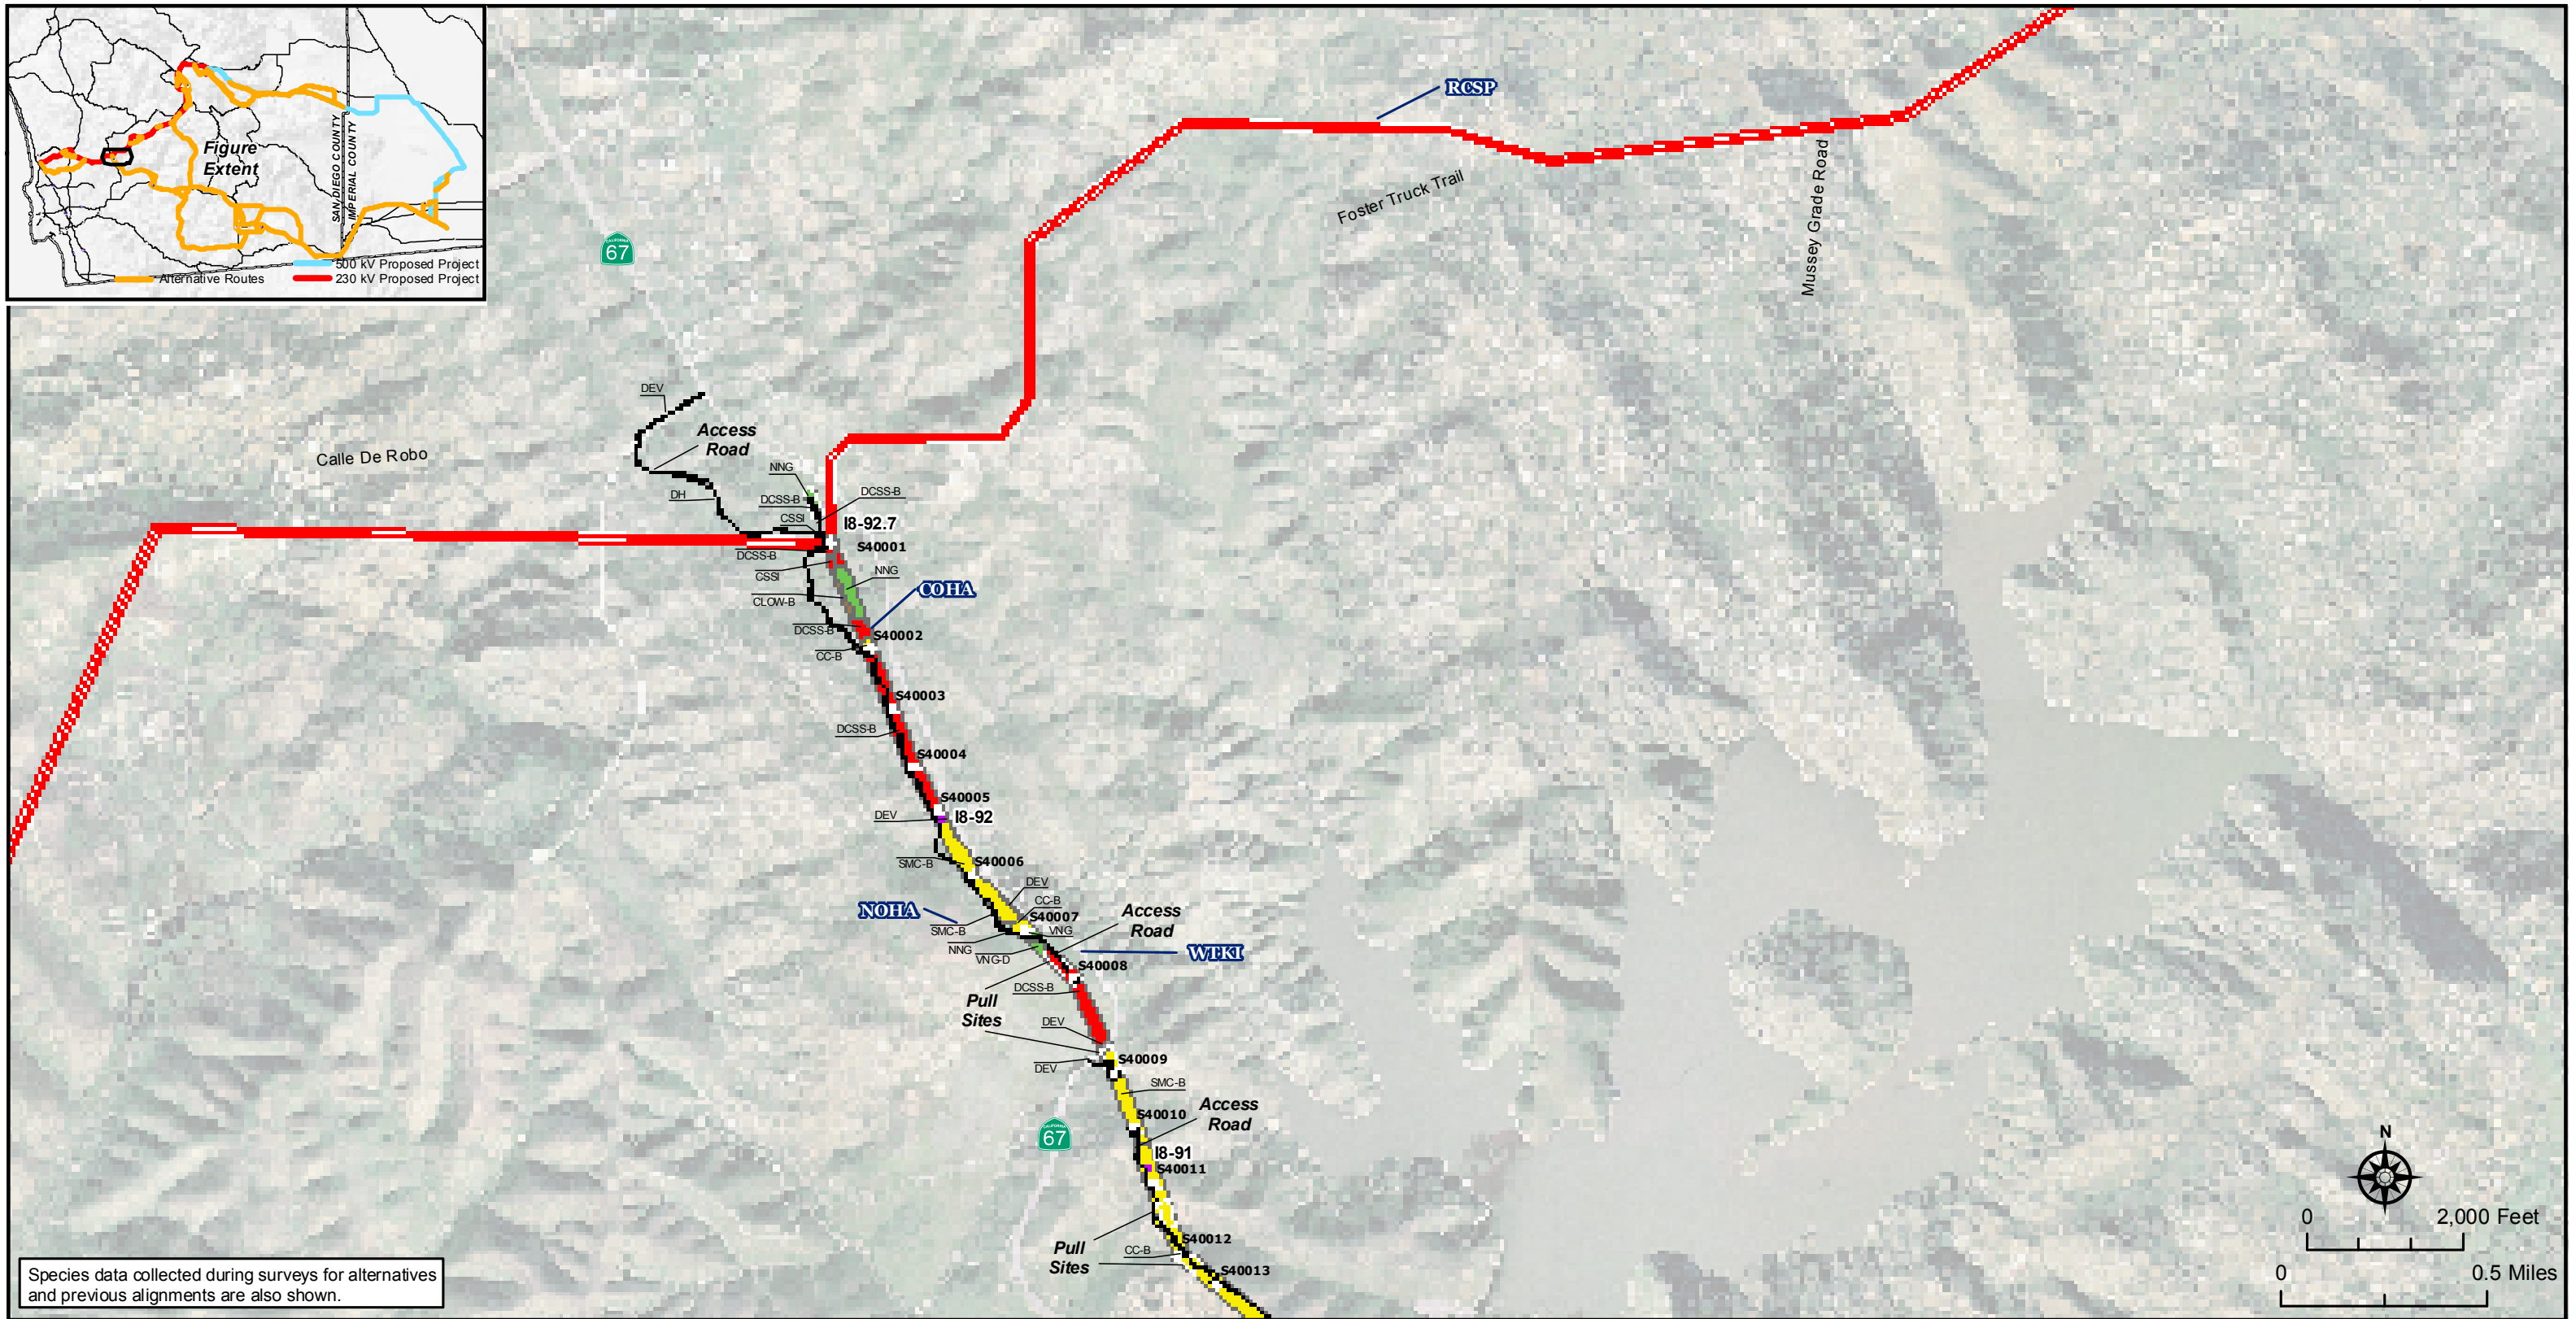 Figure
Extent
SAN DIEGO COUNTY
IMPERIAL COUNTY
500 kV Proposed Project
Alternative Routes
230 kV Proposed Project
RCSP
Foster Truck Trail
Mussey Grade Road
CALIFORNIA
67
DEV
Access
Road
Calle De Robo
NNG
DH
DCSS-B
DCSS-B
CSSI
I8-92.7
S40001
DCSS-B
CSSI
NNG
COHA
CLOW-B
DCSS-B
S40002
CC-B
S40003
DCSS-B
S40004
S40005
DEV
I8-92
SMC-B
S40006
DEV
CC-B
NOHA
S40007
Access
Road
SMC-B
VNG
NNG
VNG-D
WTKI
S40008
DCSS-B
Pull
Sites
DEV
S40009
DEV
SMC-B
S40010
Access
Road
CALIFORNIA
67
I8-91
S40011
S40012
Pull
Sites
CC-B
S40013
N
0 2,000 Feet
0 0.5 Miles
Species data collected during surveys for alternatives
and previous alignments are also shown.